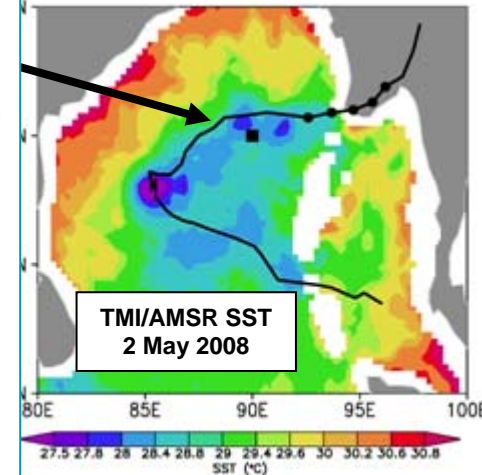 N
N
N
N
TMI/AMSR SST
2 May 2008
80E 85E 90E 95E 100E
27.5 27.8 28 28.4 28.8 29 29.4 29.6 30 30.2 30.6 30.8
SST (°C)